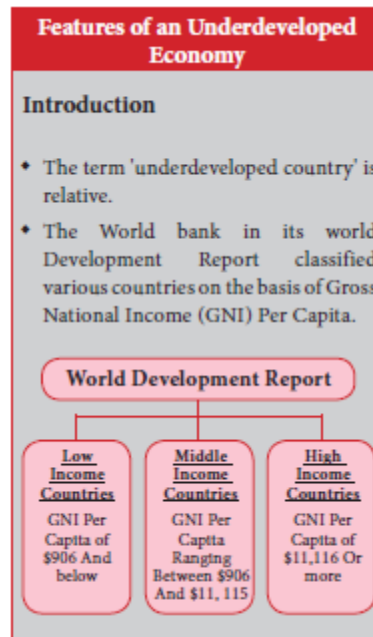 Features of an Underdeveloped
Economy
Introduction
• The term 'underdeveloped country' is
relative.
• The World bank in its world
Development Report classified
various countries on the basis of Gross
National Income (GNI) Per Capita.
World Development Report
Low
Income
Countries
GNI Per
Capita of
$906 And
below
Middle
Income
Countries
GNI Per
Capita
Ranging
Between $906
And $11, 115
High
Income
Countries
GNI Per
Capita of
$11,116 Or
more